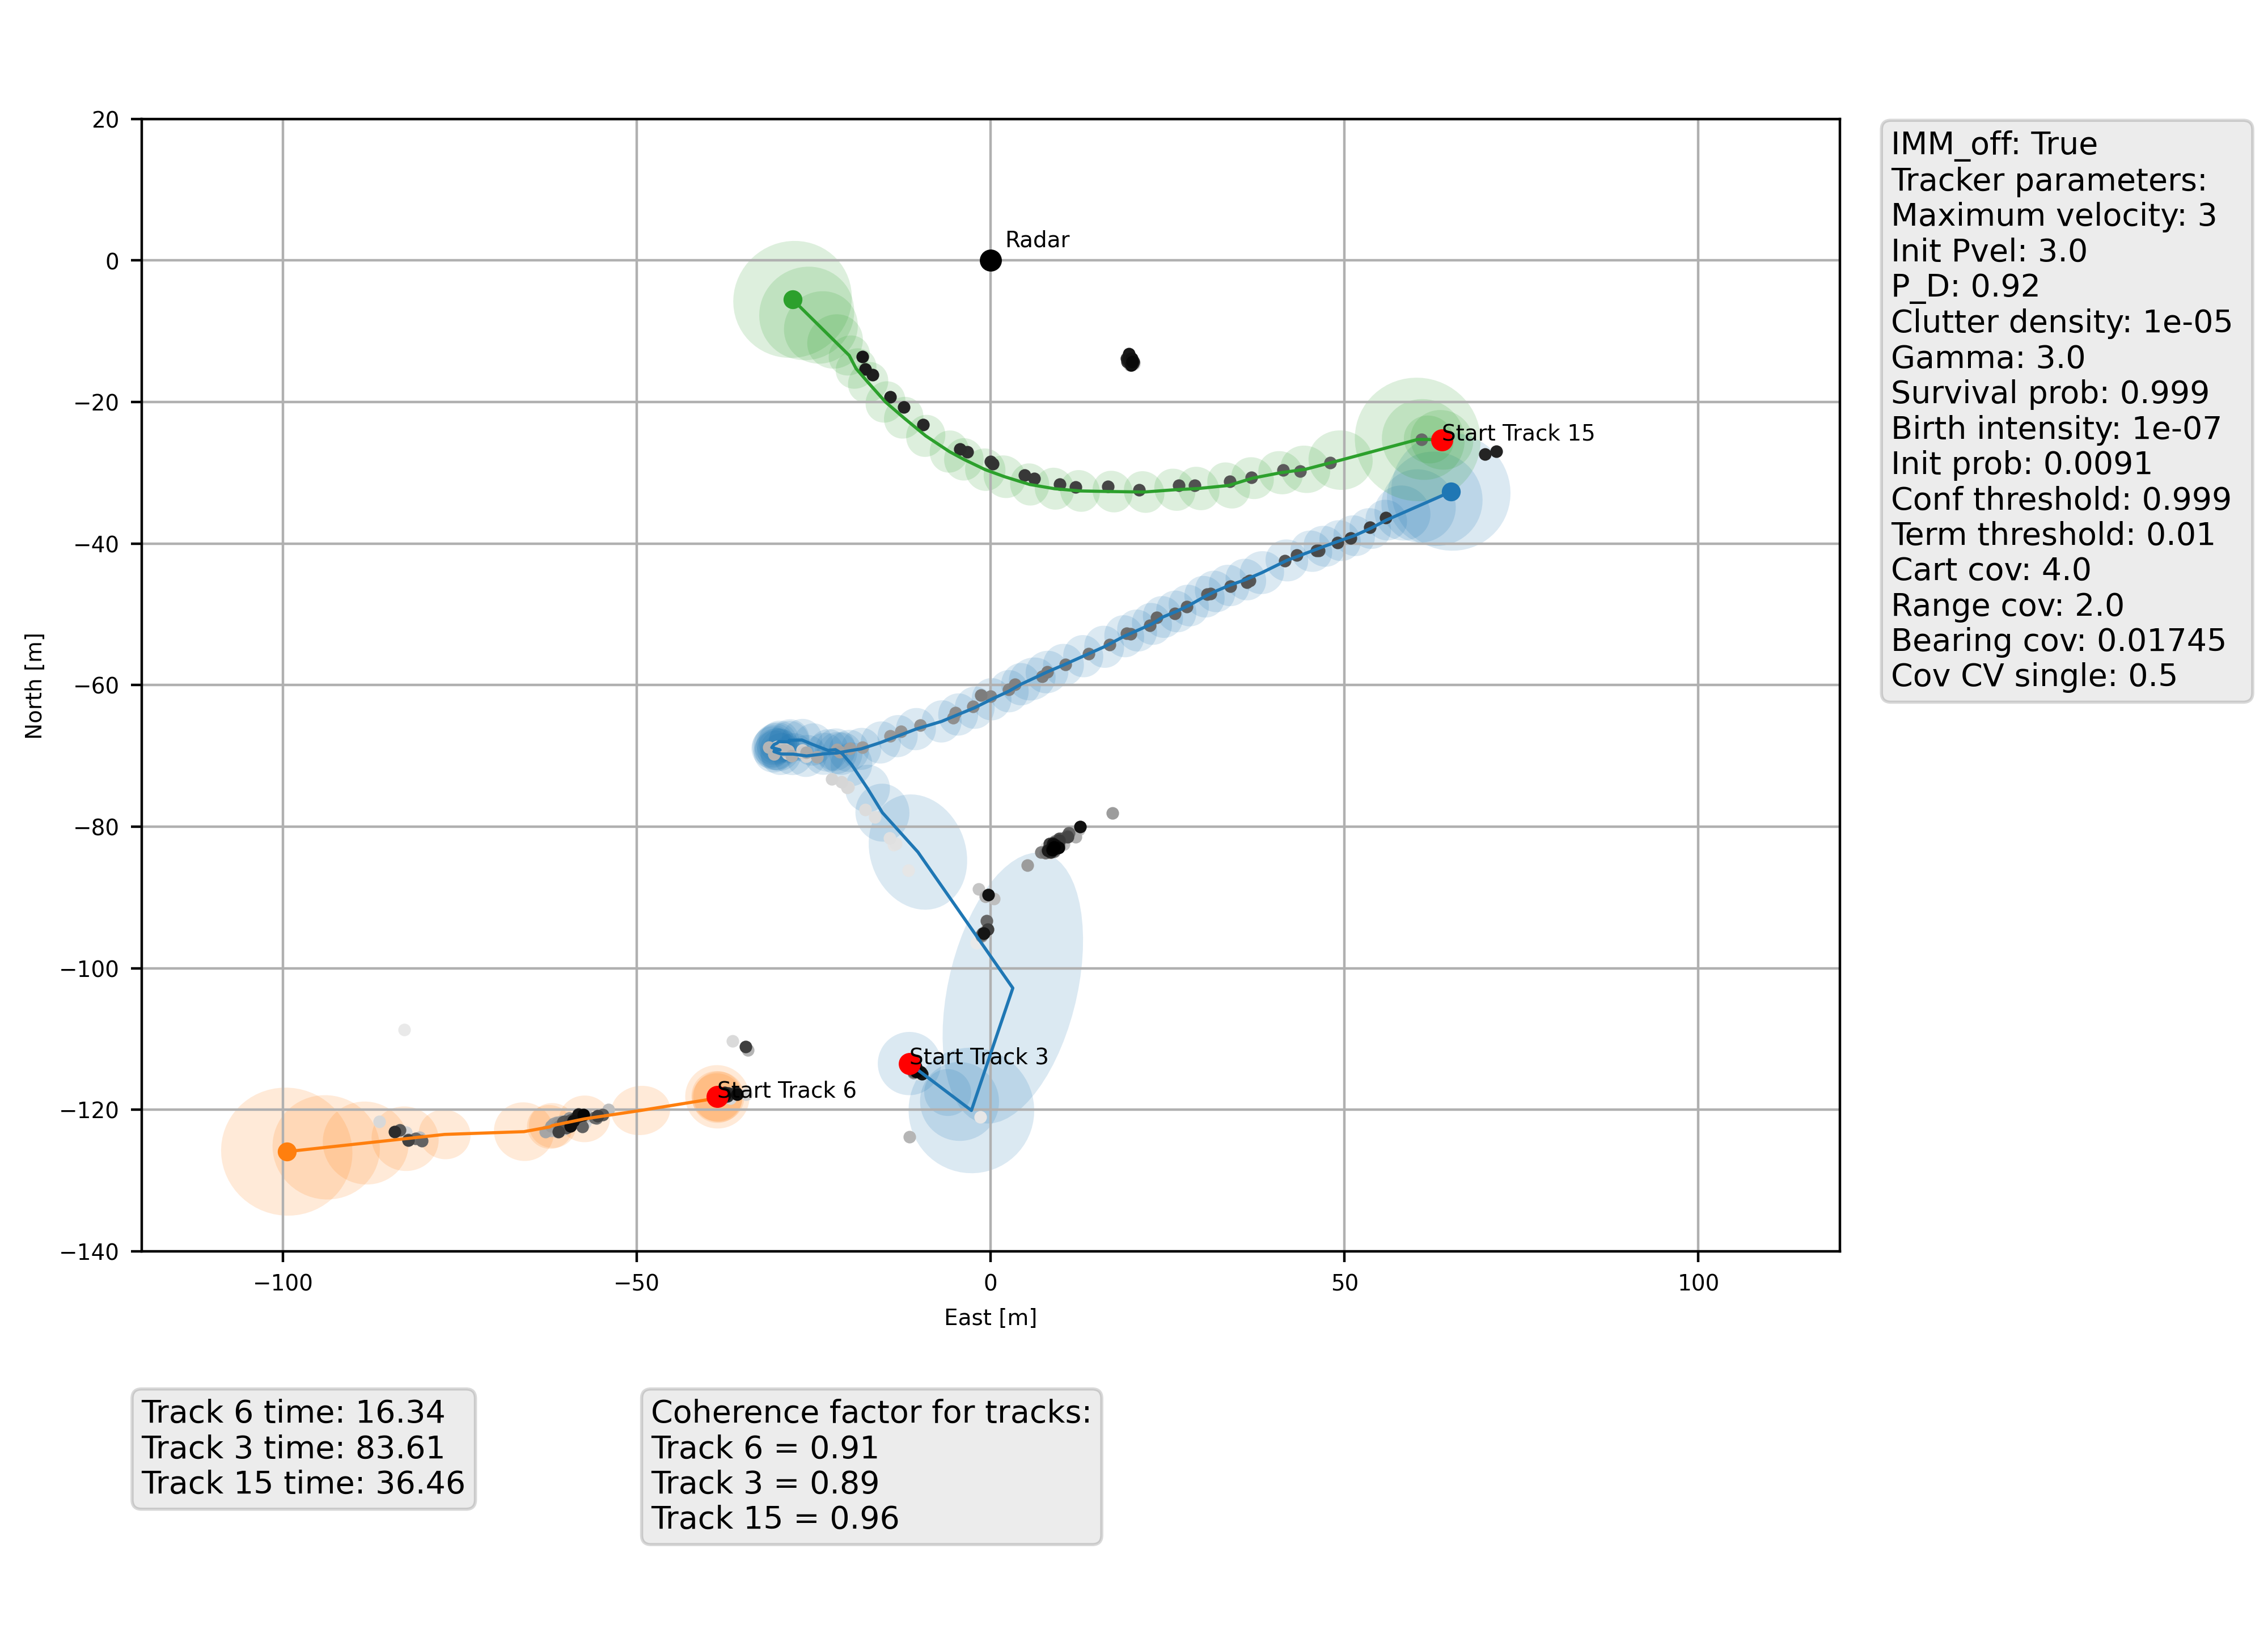 20
0
−20
−40
−60
−80
−100
−120
−140
North [m]
Radar
Start Track 15
Start Track 3
Start Track 6
−100
−50
0
50
100
East [m]
IMM_off: True
Tracker parameters:
Maximum velocity: 3
Init Pvel: 3.0
P_D: 0.92
Clutter density: 1e-05
Gamma: 3.0
Survival prob: 0.999
Birth intensity: 1e-07
Init prob: 0.0091
Conf threshold: 0.999
Term threshold: 0.01
Cart cov: 4.0
Range cov: 2.0
Bearing cov: 0.01745
Cov CV single: 0.5
Track 6 time: 16.34
Track 3 time: 83.61
Track 15 time: 36.46
Coherence factor for tracks:
Track 6 = 0.91
Track 3 = 0.89
Track 15 = 0.96